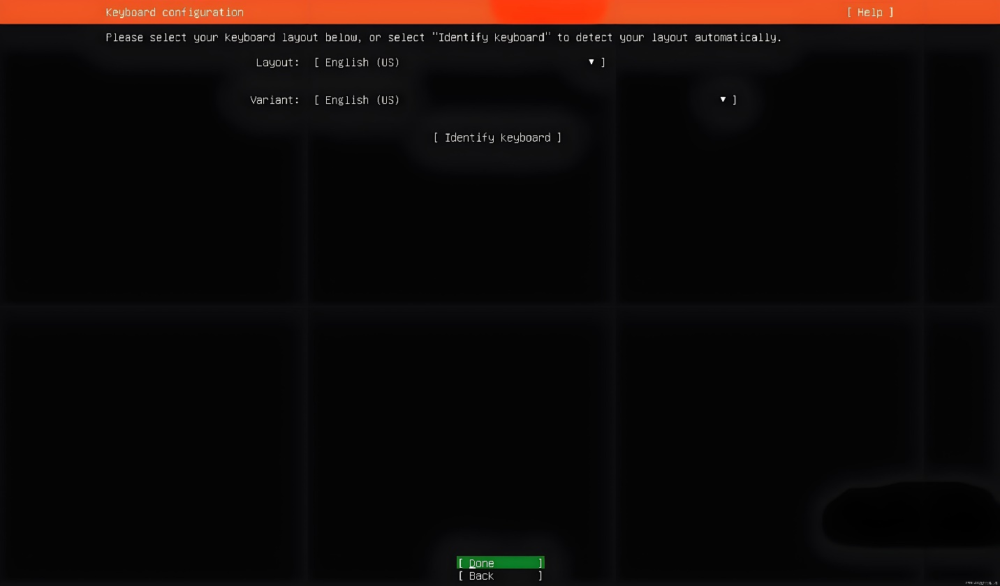 Keyboard configuration [ Help ]
Please select your keyboard layout below, or select "Identify keyboard" to detect your layout automatically.
Layout: [ English (US) ▼ ]
Variant: [ English (US) ▼ ]
[ Identify keyboard ]
[ Done ]
[ Back ]